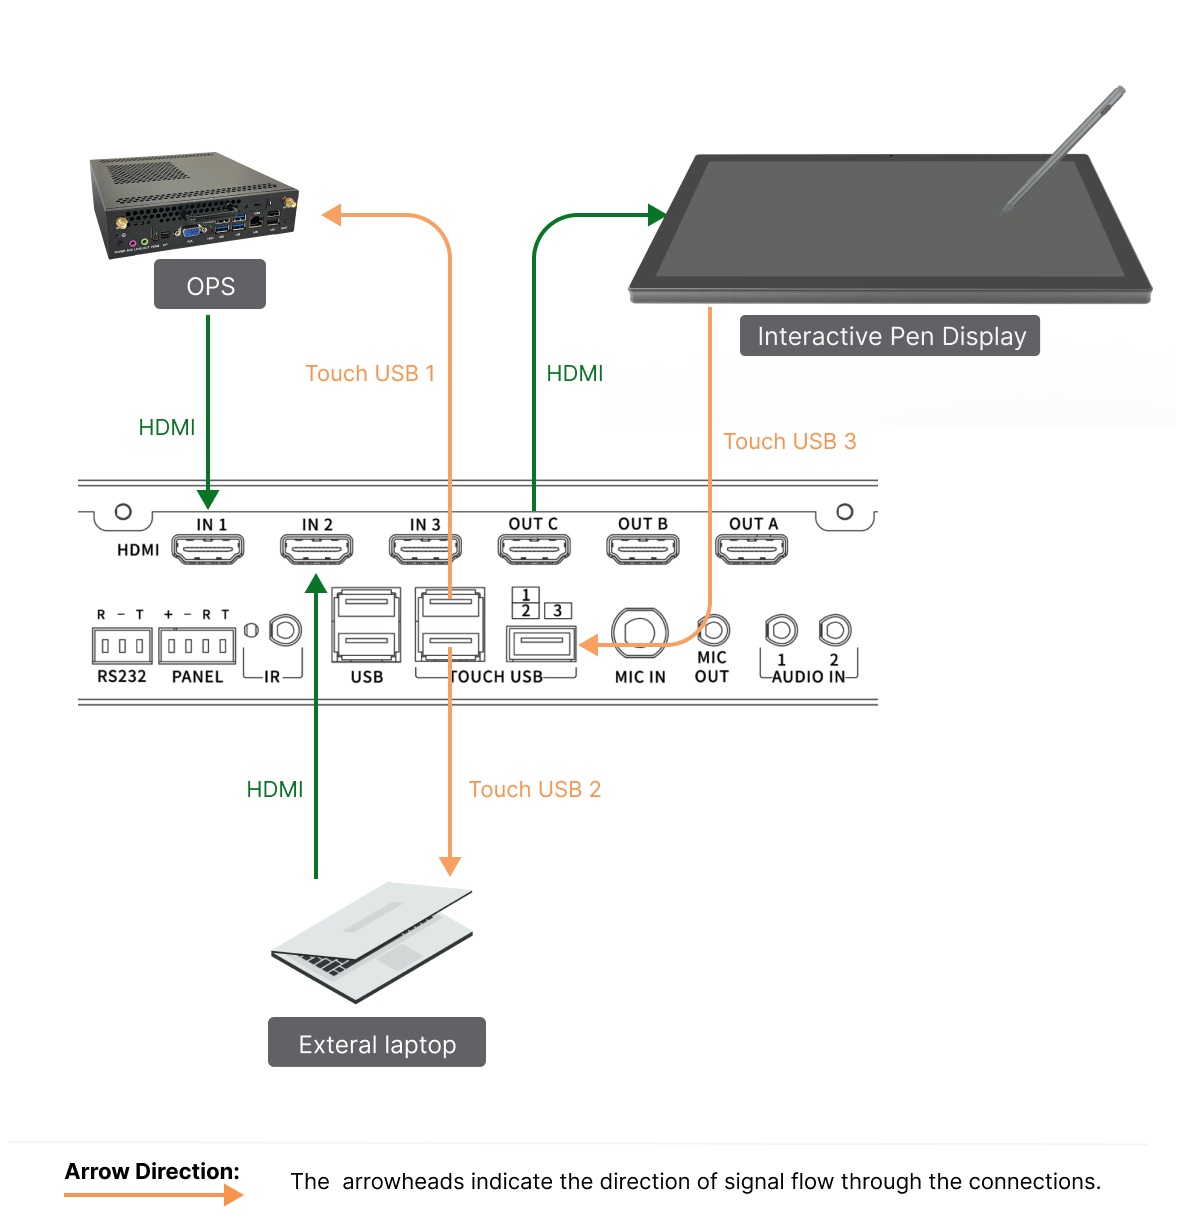 OPS
Interactive Pen Display
Touch USB 1
HDMI
HDMI
Touch USB 3
IN 1
IN 2
IN 3
OUT C
OUT B
OUT A
HDMI
1
2
3
R – T
+ – R T
RS232
PANEL
IR
USB
TOUCH USB
MIC IN
MIC
OUT
1
2
AUDIO IN
HDMI
Touch USB 2
Exteral laptop
Arrow Direction:
The arrowheads indicate the direction of signal flow through the connections.